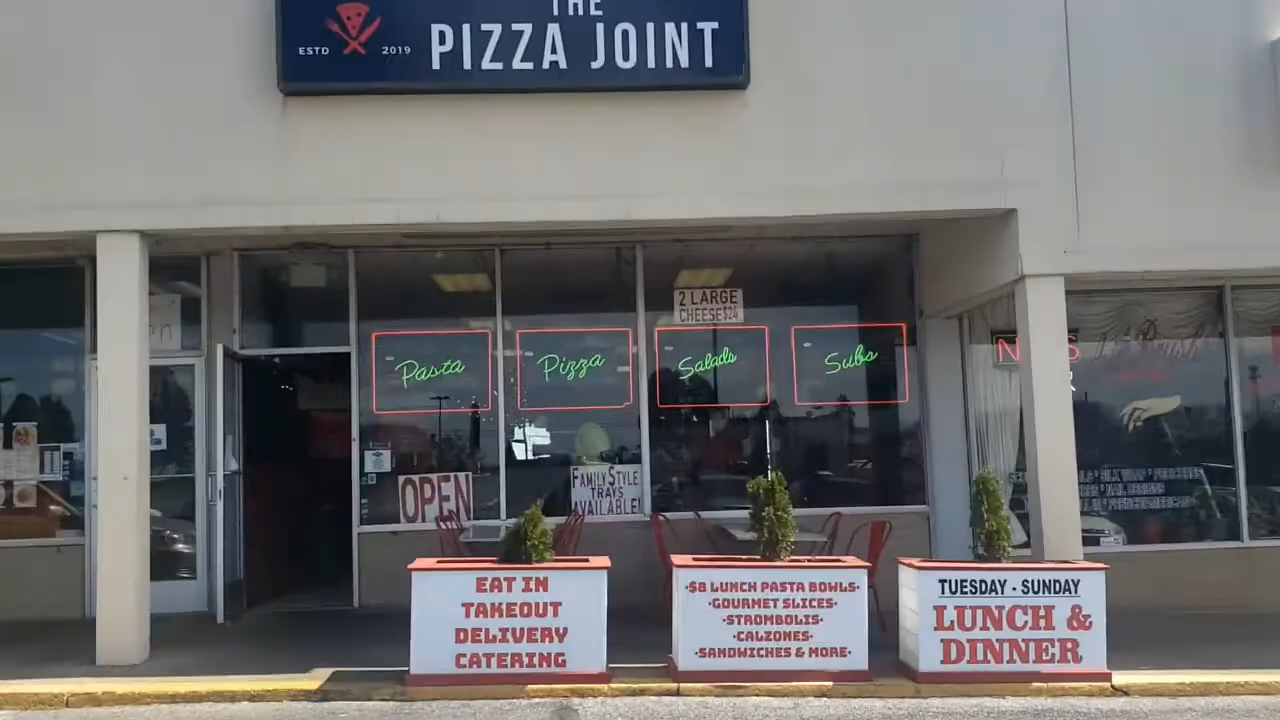 THE
PIZZA JOINT
ESTD 2019
2 LARGE
CHEESE $24
Pasta
Pizza
Salads
Subs
OPEN
FAMILY STYLE
TRAYS
AVAILABLE!
EAT IN
TAKEOUT
DELIVERY
CATERING
·$8 LUNCH PASTA BOWLS·
·GOURMET SLICES·
·STROMBOLIS·
·CALZONES·
·SANDWICHES & MORE·
TUESDAY - SUNDAY
LUNCH &
DINNER